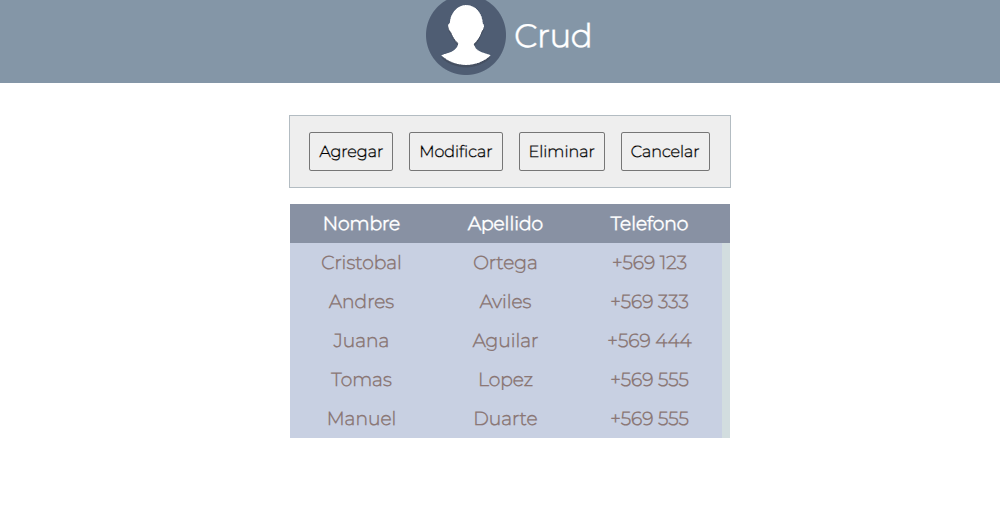 Crud
Agregar Modificar Eliminar Cancelar
Nombre Apellido Telefono
Cristobal Ortega +569 123
Andres Aviles +569 333
Juana Aguilar +569 444
Tomas Lopez +569 555
Manuel Duarte +569 555